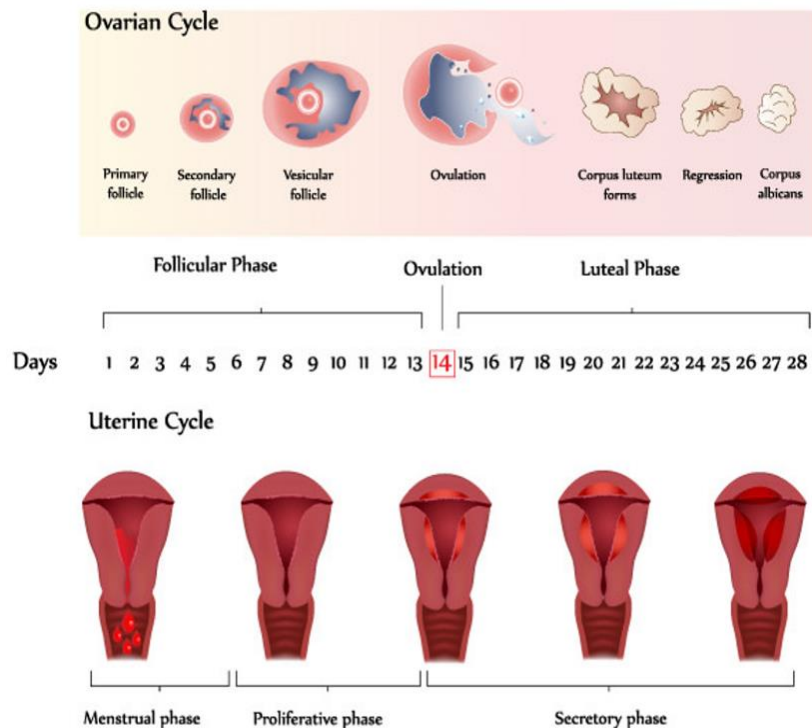 Ovarian Cycle
Primary
follicle
Secondary
follicle
Vesicular
follicle
Ovulation
Corpus luteum
forms
Regression
Corpus
albicans
Follicular Phase
Ovulation
Luteal Phase
Days 1 2 3 4 5 6 7 8 9 10 11 12 13 14 15 16 17 18 19 20 21 22 23 24 25 26 27 28
Uterine Cycle
Menstrual phase
Proliferative phase
Secretory phase